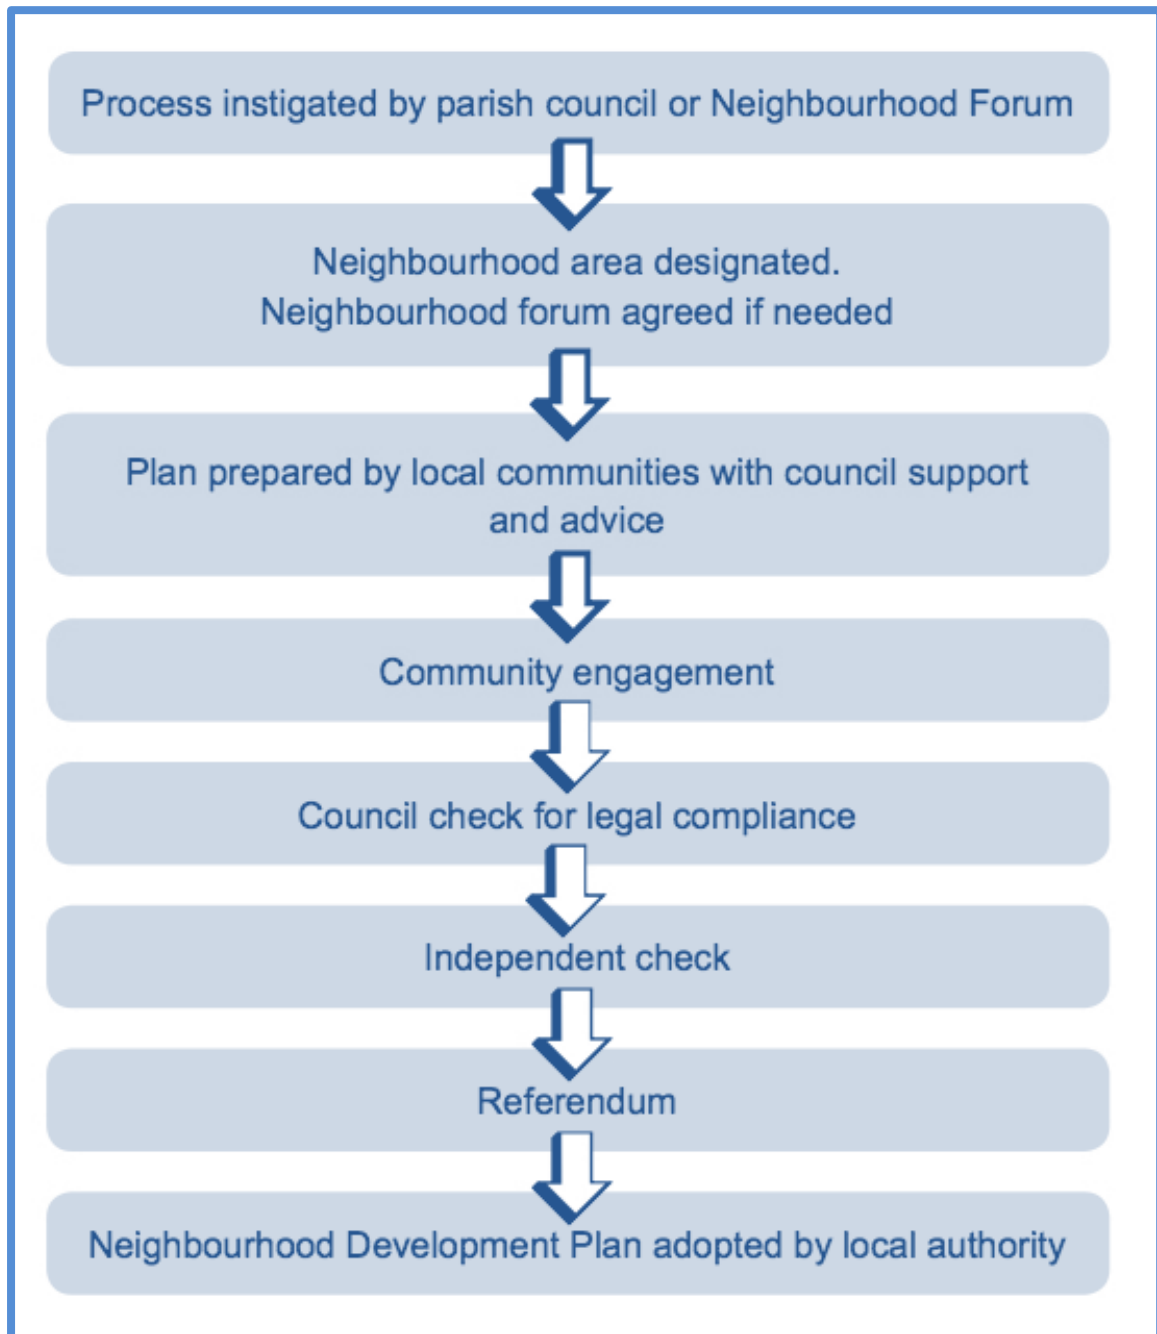 Process instigated by parish council or Neighbourhood Forum
Neighbourhood area designated.
Neighbourhood forum agreed if needed
Plan prepared by local communities with council support
and advice
Community engagement
Council check for legal compliance
Independent check
Referendum
Neighbourhood Development Plan adopted by local authority